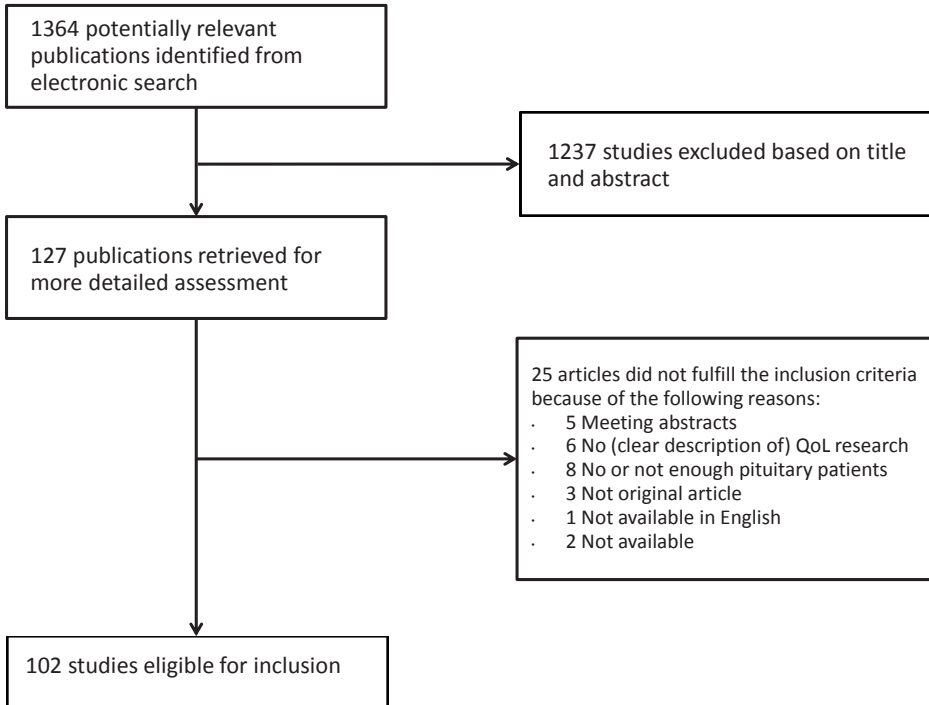 1364 potentially relevant
publications identified from
electronic search
1237 studies excluded based on title
and abstract
127 publications retrieved for
more detailed assessment
25 articles did not fulfill the inclusion criteria
because of the following reasons:
· 5 Meeting abstracts
· 6 No (clear description of) QoL research
· 8 No or not enough pituitary patients
· 3 Not original article
· 1 Not available in English
· 2 Not available
102 studies eligible for inclusion